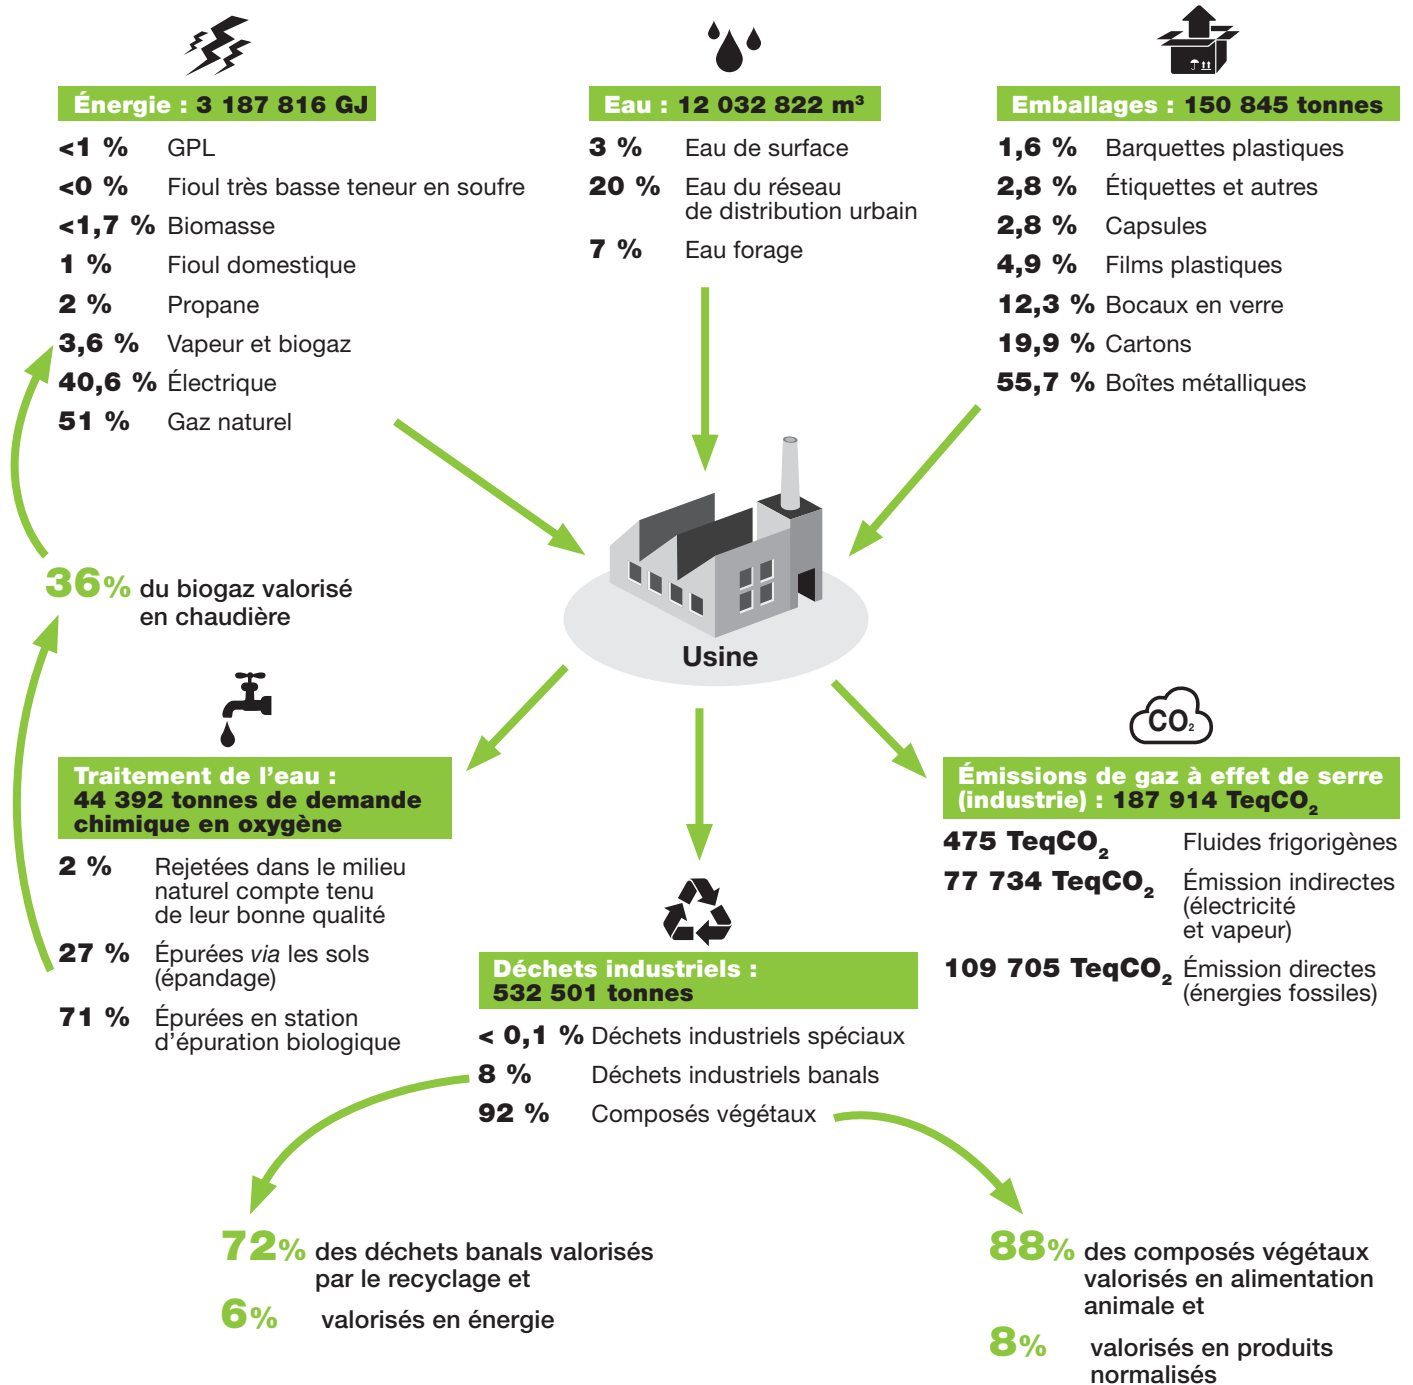 Énergie : 3 187 816 GJ
<1 % GPL
<0 % Fioul très basse teneur en soufre
<1,7 % Biomasse
1 % Fioul domestique
2 % Propane
3,6 % Vapeur et biogaz
40,6 % Électrique
51 % Gaz naturel
Eau : 12 032 822 m³
3 % Eau de surface
20 % Eau du réseau
de distribution urbain
7 % Eau forage
Emballages : 150 845 tonnes
1,6 % Barquettes plastiques
2,8 % Étiquettes et autres
2,8 % Capsules
4,9 % Films plastiques
12,3 % Bocaux en verre
19,9 % Cartons
55,7 % Boîtes métalliques
36% du biogaz valorisé
en chaudière
Usine
Traitement de l’eau :
44 392 tonnes de demande
chimique en oxygène
2 % Rejetées dans le milieu
naturel compte tenu
de leur bonne qualité
27 % Épurées via les sols
(épandage)
71 % Épurées en station
d’épuration biologique
CO₂
Émissions de gaz à effet de serre
(industrie) : 187 914 TeqCO₂
475 TeqCO₂ Fluides frigorigènes
77 734 TeqCO₂ Émission indirectes
(électricité
et vapeur)
109 705 TeqCO₂ Émission directes
(énergies fossiles)
Déchets industriels :
532 501 tonnes
< 0,1 % Déchets industriels spéciaux
8 % Déchets industriels banals
92 % Composés végétaux
72% des déchets banals valorisés
par le recyclage et
6% valorisés en énergie
88% des composés végétaux
valorisés en alimentation
animale et
8% valorisés en produits
normalisés